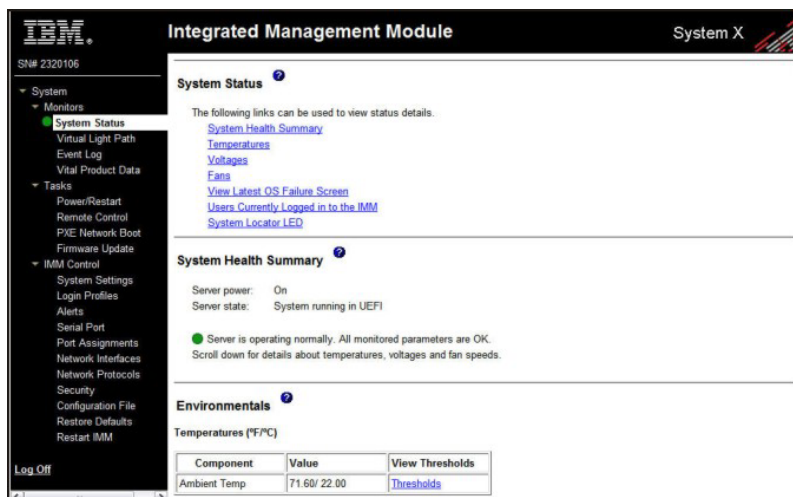 IBM.
Integrated Management Module
System X
SN# 2320106
System
Monitors
System Status
Virtual Light Path
Event Log
Vital Product Data
Tasks
Power/Restart
Remote Control
PXE Network Boot
Firmware Update
IMM Control
System Settings
Login Profiles
Alerts
Serial Port
Port Assignments
Network Interfaces
Network Protocols
Security
Configuration File
Restore Defaults
Restart IMM
Log Off
System Status ?
The following links can be used to view status details.
System Health Summary
Temperatures
Voltages
Fans
View Latest OS Failure Screen
Users Currently Logged in to the IMM
System Locator LED
System Health Summary ?
Server power: On
Server state: System running in UEFI
Server is operating normally. All monitored parameters are OK.
Scroll down for details about temperatures, voltages and fan speeds.
Environmentals ?
Temperatures (ºF/ºC)
Component Value View Thresholds
Ambient Temp 71.60/ 22.00 Thresholds